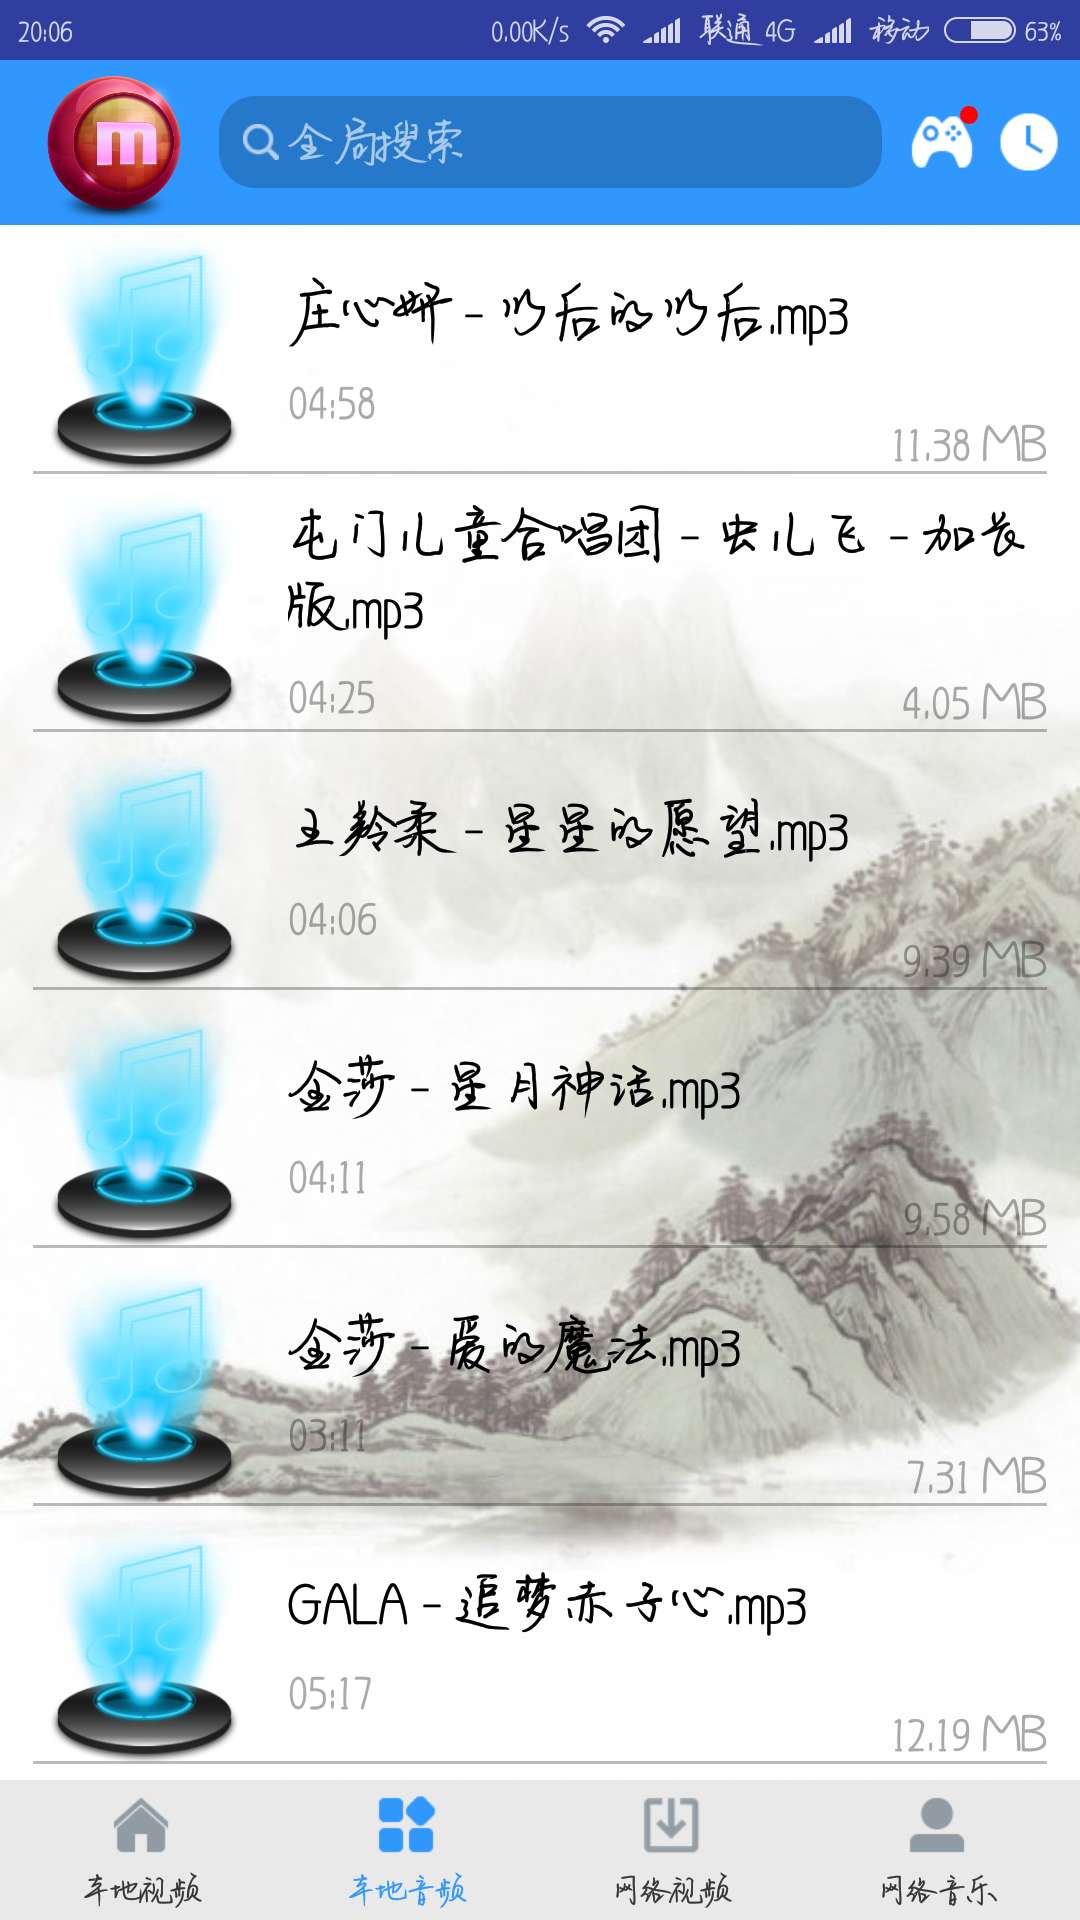 20:06
0.00K/s 联通 4G 移动 63%
m
全局搜索
庄心妍 - 以后的以后.mp3
04:58
11.38 MB
屯门儿童合唱团 - 虫儿飞 - 加长
版.mp3
04:25
4.05 MB
王羚柔 - 星星的愿望.mp3
04:06
9.39 MB
金莎 - 星月神话.mp3
04:11
9.58 MB
金莎 - 爱的魔法.mp3
03:11
7.31 MB
GALA - 追梦赤子心.mp3
05:17
12.19 MB
本地视频 本地音频 网络视频 网络音乐